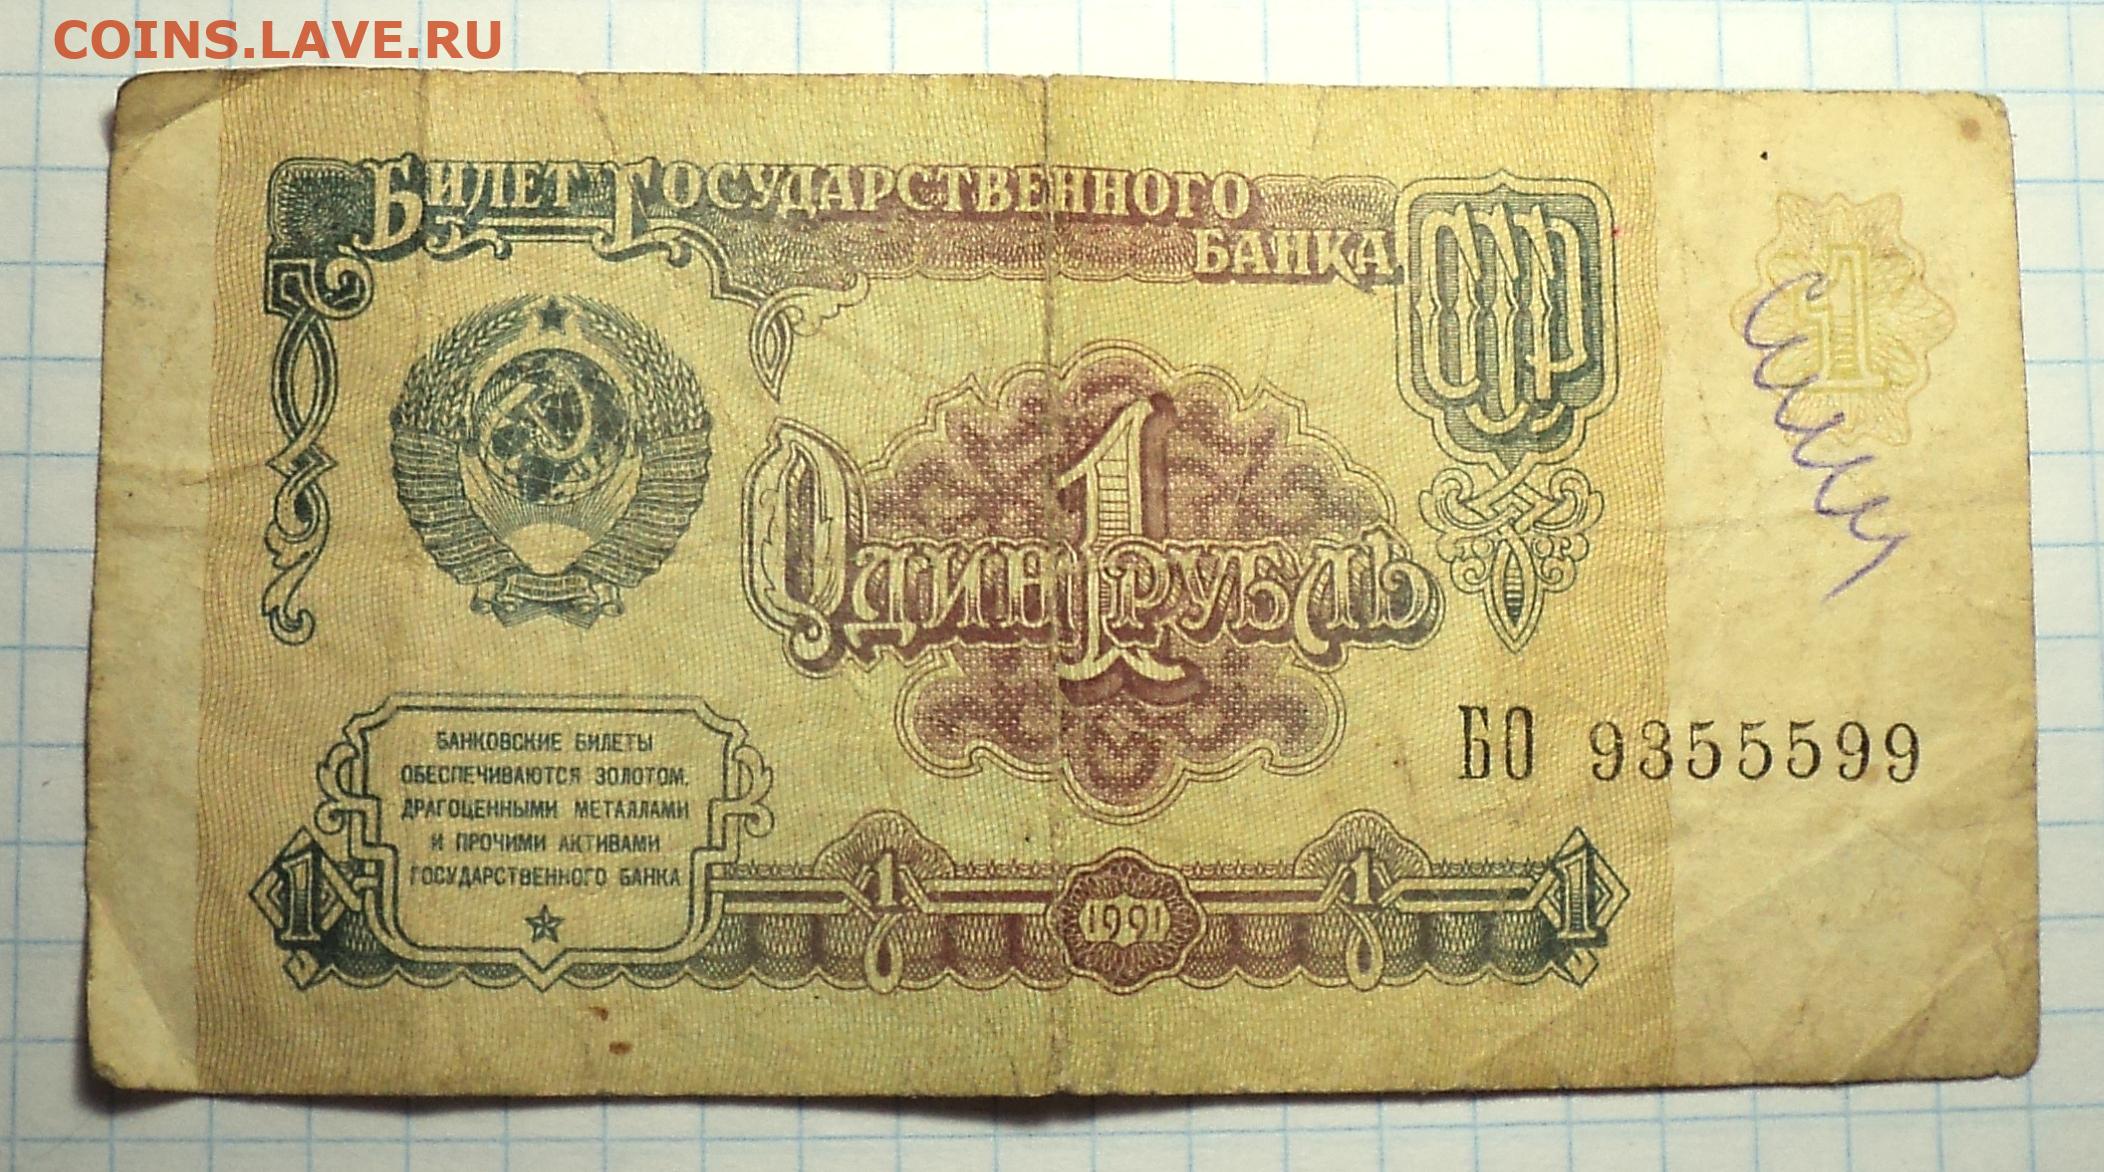 COINS.LAVE.RU
Билет Государственного
банка
СССР
1
Один 1 рубль
БО 9355599
БАНКОВСКИЕ БИЛЕТЫ
ОБЕСПЕЧИВАЮТСЯ ЗОЛОТОМ,
ДРАГОЦЕННЫМИ МЕТАЛЛАМИ
И ПРОЧИМИ АКТИВАМИ
ГОСУДАРСТВЕННОГО БАНКА
1 1 1991 1 1